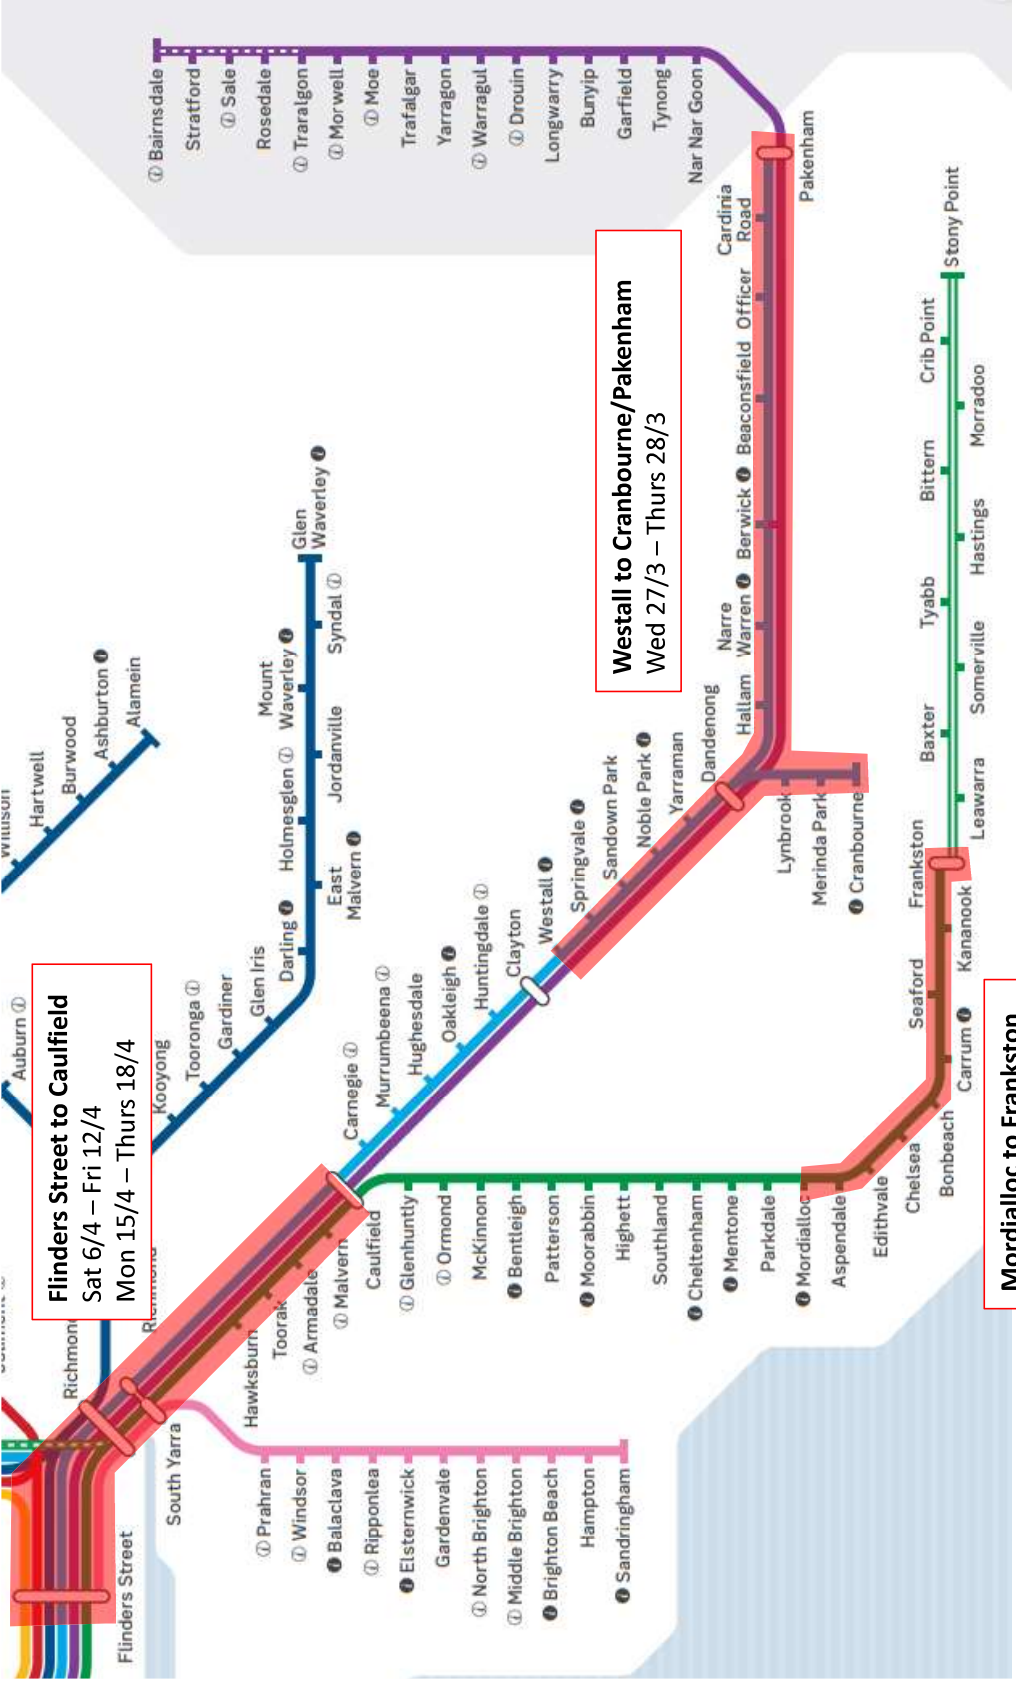 Bairnsdale
Stratford
Sale
Rosedale
Traralgon
Morwell
Moe
Trafalgar
Yarragon
Warragul
Drouin
Longwarry
Bunyip
Garfield
Tynong
Nar Nar Goon
Pakenham
Cardinia
Road
Officer
Beaconsfield
Berwick
Narre
Warren
Hallam
Dandenong
Yarraman
Noble Park
Sandown Park
Springvale
Westall
Clayton
Huntingdale
Oakleigh
Hughesdale
Murrumbeena
Carnegie
Caulfield
Malvern
Armadale
Toorak
Hawksburn
South Yarra
Richmond
Flinders Street
Lynbrook
Merinda Park
Cranbourne
Westall to Cranbourne/Pakenham
Wed 27/3 – Thurs 28/3
Flinders Street to Caulfield
Sat 6/4 – Fri 12/4
Mon 15/4 – Thurs 18/4
Mordialloc to Frankston
Auburn
Willison
Hartwell
Burwood
Ashburton
Alamein
Kooyong
Tooronga
Gardiner
Glen Iris
Darling
East
Malvern
Holmesglen
Jordanville
Mount
Waverley
Syndal
Glen
Waverley
Glenhuntly
Ormond
McKinnon
Bentleigh
Patterson
Moorabbin
Highett
Southland
Cheltenham
Mentone
Parkdale
Mordialloc
Aspendale
Edithvale
Chelsea
Bonbeach
Carrum
Seaford
Kananook
Frankston
Leawarra
Baxter
Somerville
Tyabb
Hastings
Bittern
Morradoo
Crib Point
Stony Point
Prahran
Windsor
Balaclava
Ripponlea
Elsternwick
Gardenvale
North Brighton
Middle Brighton
Brighton Beach
Hampton
Sandringham